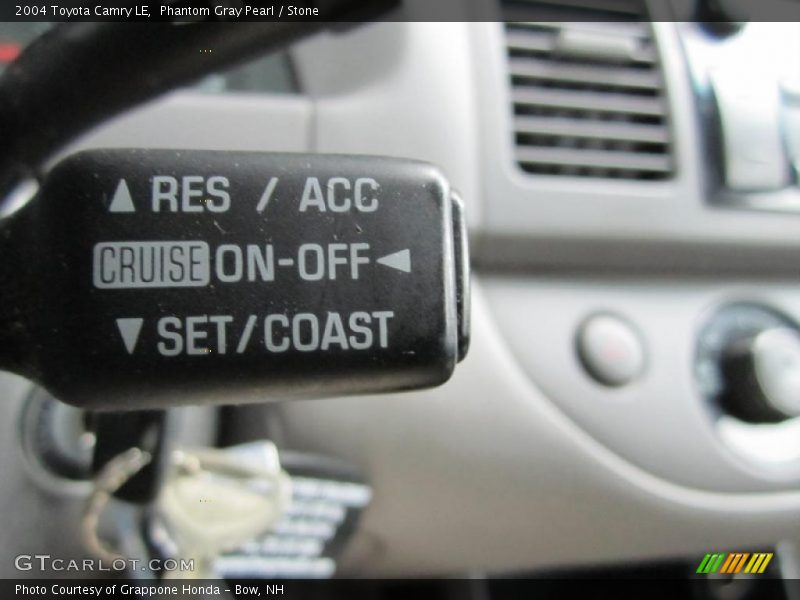 2004 Toyota Camry LE, Phantom Gray Pearl / Stone
▲ RES / ACC
CRUISE ON-OFF ◀
▼ SET/COAST
GTCARLOT.COM
Photo Courtesy of Grappone Honda - Bow, NH